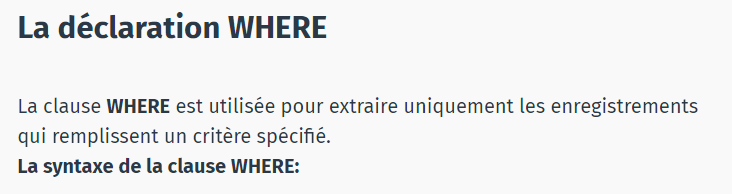 La déclaration WHERE
La clause WHERE est utilisée pour extraire uniquement les enregistrements
qui remplissent un critère spécifié.
La syntaxe de la clause WHERE: